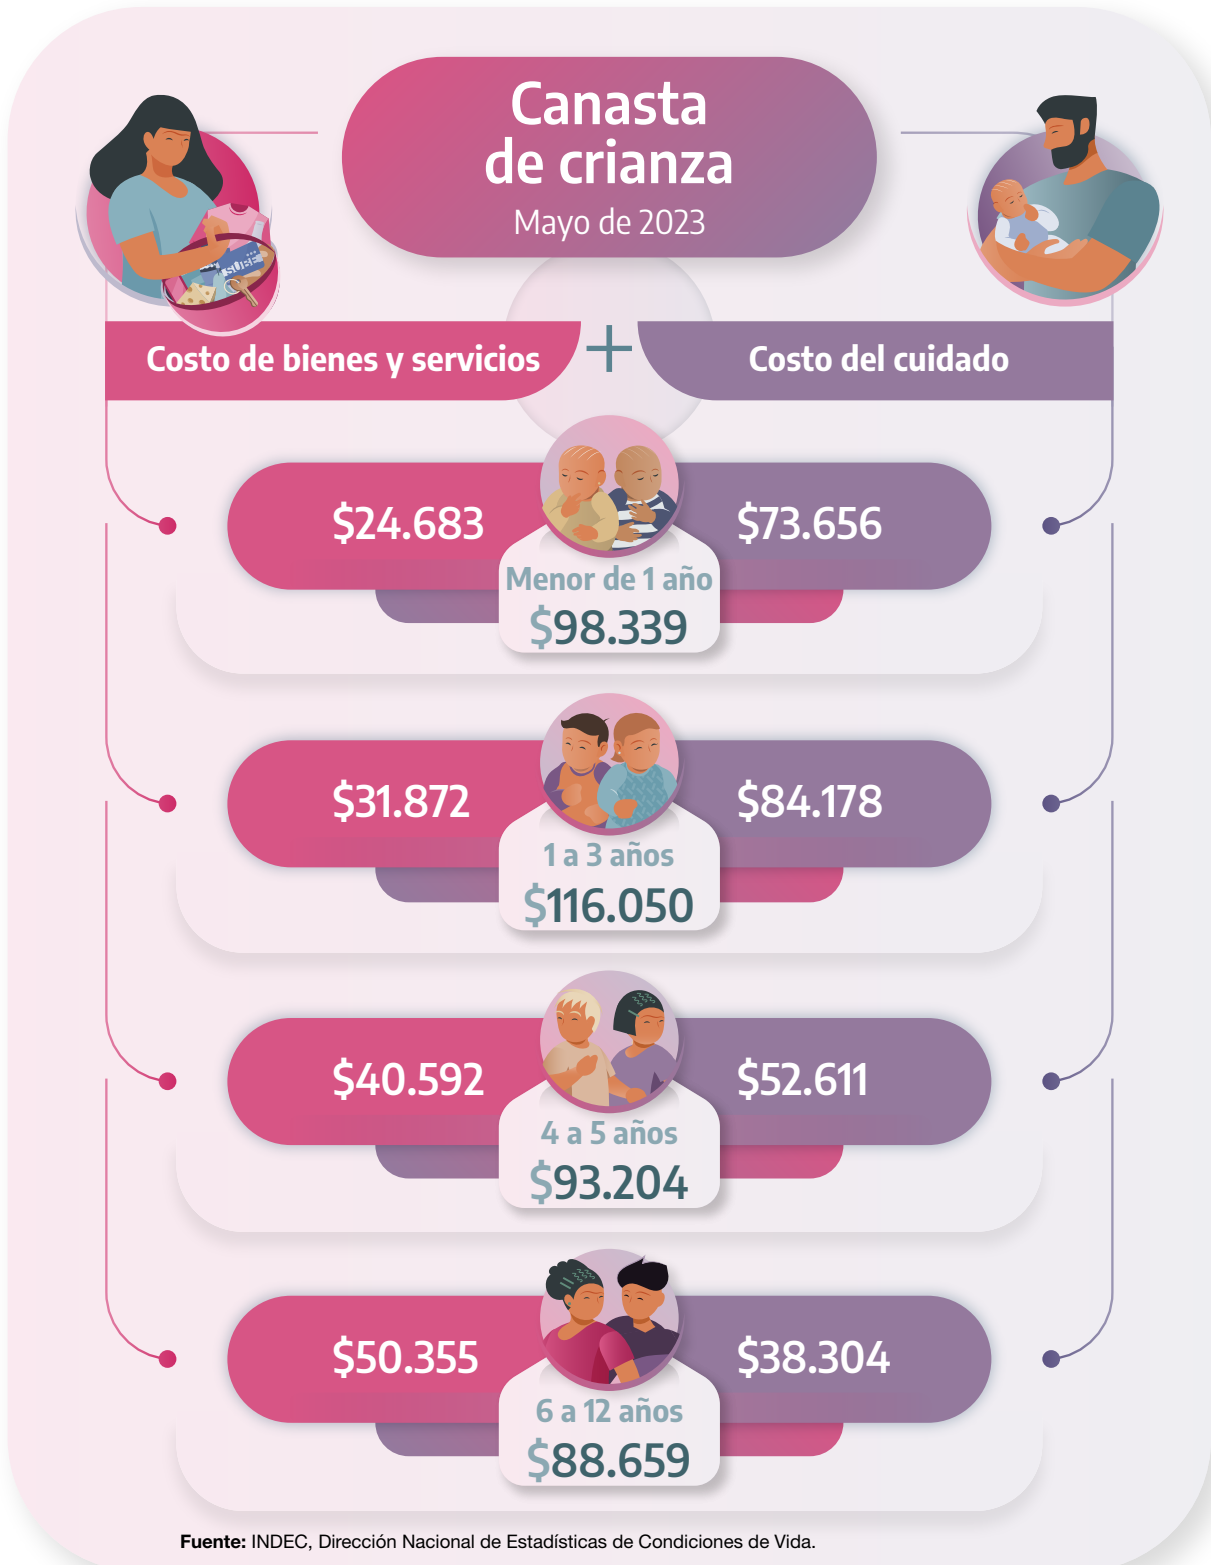 Canasta
de crianza
Mayo de 2023
SUBE
Costo de bienes y servicios
+
Costo del cuidado
$24.683
$73.656
Menor de 1 año
$98.339
$31.872
$84.178
1 a 3 años
$116.050
$40.592
$52.611
4 a 5 años
$93.204
$50.355
$38.304
6 a 12 años
$88.659
Fuente: INDEC, Dirección Nacional de Estadísticas de Condiciones de Vida.